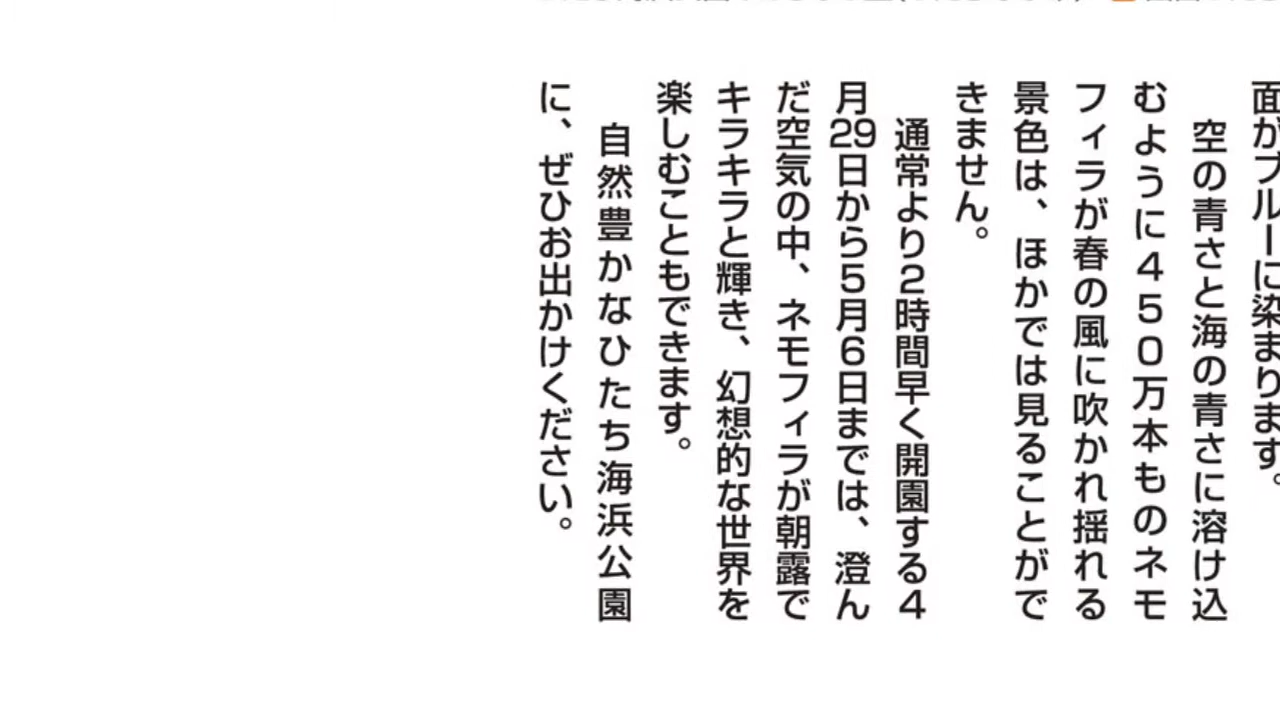 面がブルーに染まります。
空の青さと海の青さに溶け込
むように４５０万本ものネモ
フィラが春の風に吹かれ揺れる
景色は、ほかでは見ることがで
きません。
通常より２時間早く開園する４
月29日から５月６日までは、澄ん
だ空気の中、ネモフィラが朝露で
キラキラと輝き、幻想的な世界を
楽しむこともできます。
自然豊かなひたち海浜公園
に、ぜひお出かけください。